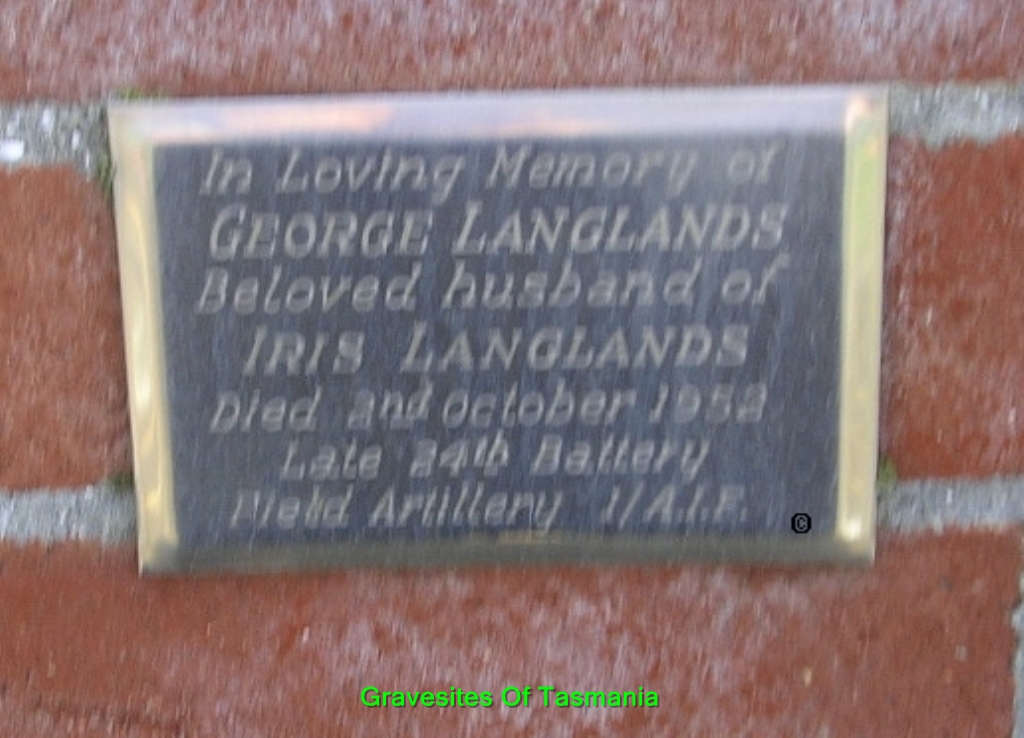 In Loving Memory of
GEORGE LANGLANDS
Beloved husband of
IRIS LANGLANDS
Died 2nd October 1952
Late 24th Battery
Field Artillery 1/A.I.F.
©
Gravesites Of Tasmania